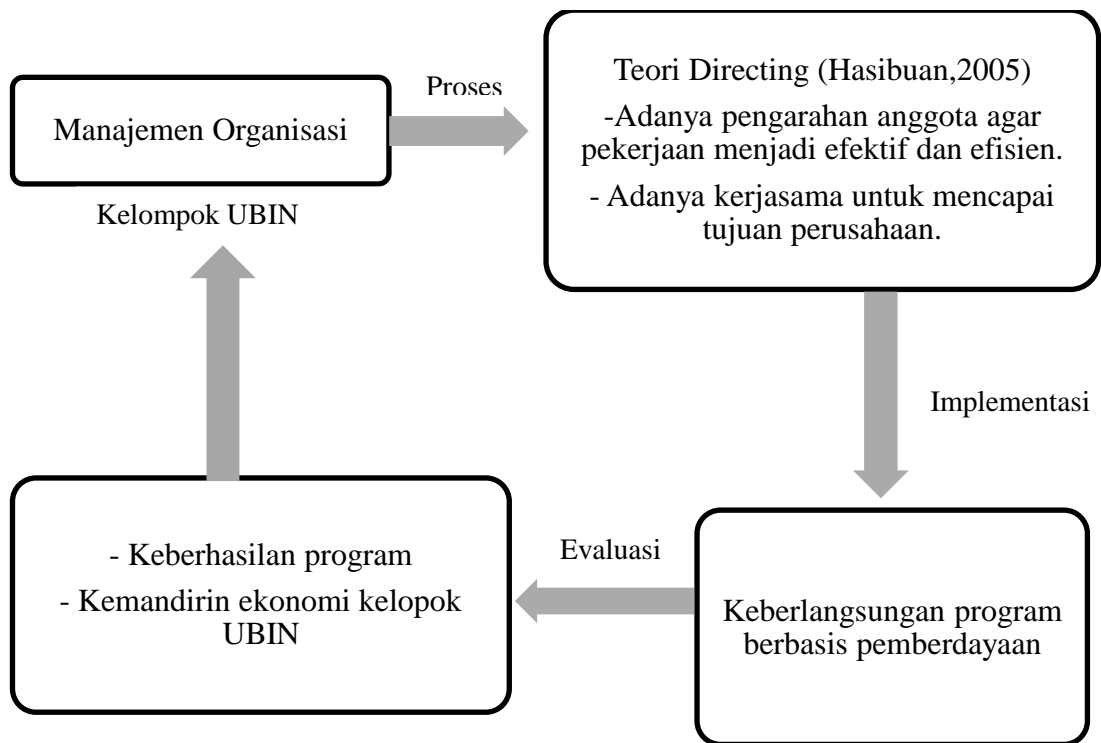 Manajemen Organisasi
Kelompok UBIN
Proses
Teori Directing (Hasibuan,2005)
-Adanya pengarahan anggota agar
pekerjaan menjadi efektif dan efisien.
- Adanya kerjasama untuk mencapai
tujuan perusahaan.
Implementasi
Keberlangsungan program
berbasis pemberdayaan
Evaluasi
- Keberhasilan program
- Kemandirin ekonomi kelopok
UBIN